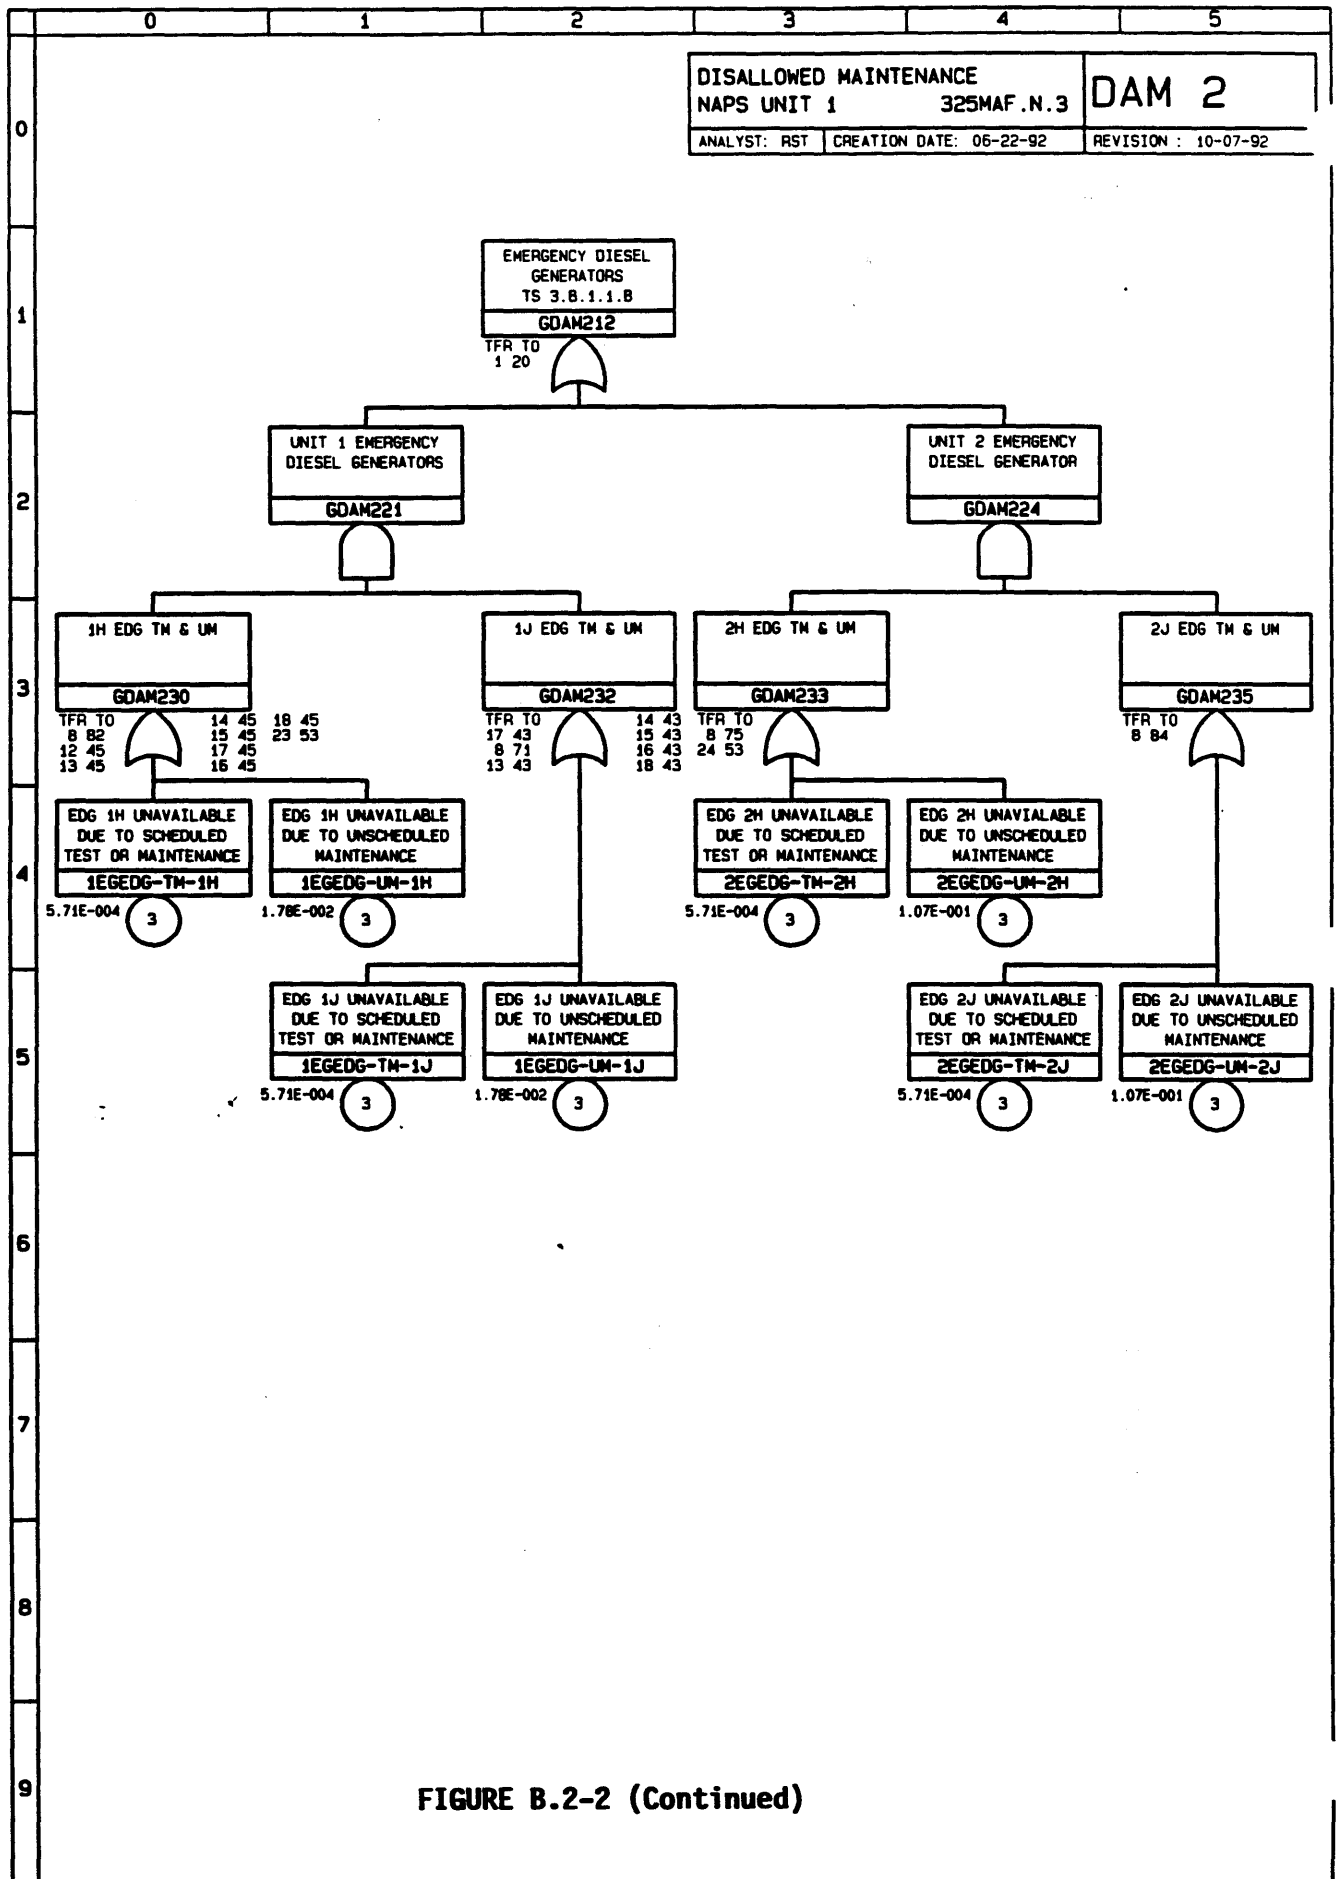 0 1 2 3 4 5
DISALLOWED MAINTENANCE
NAPS UNIT 1 325MAF.N.3
DAM 2
ANALYST: RST CREATION DATE: 06-22-92 REVISION : 10-07-92
0
EMERGENCY DIESEL
GENERATORS
TS 3.8.1.1.B
GDAM212
TFR TO
1 20
1
UNIT 1 EMERGENCY
DIESEL GENERATORS
GDAM221
UNIT 2 EMERGENCY
DIESEL GENERATOR
GDAM224
2
1H EDG TM & UM
GDAM230
TFR TO
8 82
12 45
13 45
14 45 18 45
15 45 23 53
17 45
16 45
1J EDG TM & UM
GDAM232
TFR TO
17 43
8 71
13 43
14 43
15 43
16 43
18 43
2H EDG TM & UM
GDAM233
TFR TO
8 75
24 53
2J EDG TM & UM
GDAM235
TFR TO
8 84
3
EDG 1H UNAVAILABLE
DUE TO SCHEDULED
TEST OR MAINTENANCE
1EGEDG-TM-1H
5.71E-004
3
EDG 1H UNAVAILABLE
DUE TO UNSCHEDULED
MAINTENANCE
1EGEDG-UM-1H
1.78E-002
3
EDG 2H UNAVAILABLE
DUE TO SCHEDULED
TEST OR MAINTENANCE
2EGEDG-TM-2H
5.71E-004
3
EDG 2H UNAVIALABLE
DUE TO UNSCHEDULED
MAINTENANCE
2EGEDG-UM-2H
1.07E-001
3
4
EDG 1J UNAVAILABLE
DUE TO SCHEDULED
TEST OR MAINTENANCE
1EGEDG-TM-1J
5.71E-004
3
EDG 1J UNAVAILABLE
DUE TO UNSCHEDULED
MAINTENANCE
1EGEDG-UM-1J
1.78E-002
3
EDG 2J UNAVAILABLE
DUE TO SCHEDULED
TEST OR MAINTENANCE
2EGEDG-TM-2J
5.71E-004
3
EDG 2J UNAVAILABLE
DUE TO UNSCHEDULED
MAINTENANCE
2EGEDG-UM-2J
1.07E-001
3
5
6
7
8
9
FIGURE B.2-2 (Continued)